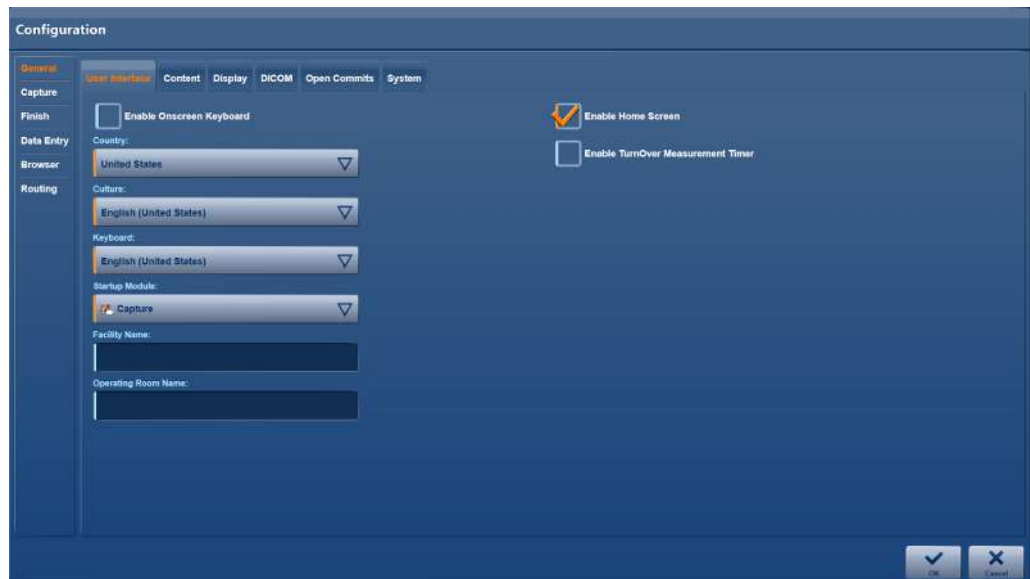 Configuration
General
Capture
Finish
Data Entry
Browser
Routing
User Interface Content Display DICOM Open Commits System
Enable Onscreen Keyboard
Country:
United States
Culture:
English (United States)
Keyboard:
English (United States)
Startup Module:
Capture
Facility Name:
Operating Room Name:
Enable Home Screen
Enable TurnOver Measurement Timer
OK
Cancel